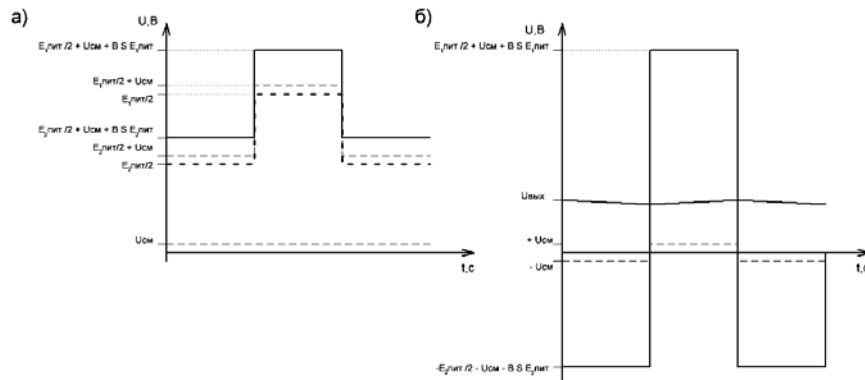 а)
U,В
E₁пит /2 + Uсм + B S E₁пит
E₁пит/2 + Uсм
E₁пит/2
E₂пит /2 + Uсм + B S E₂пит
E₂пит/2 + Uсм
E₂пит/2
Uсм
t,с
б)
U,В
E₁пит /2 + Uсм + B S E₁пит
Uвых
+ Uсм
- Uсм
t,с
-E₂пит /2 - Uсм - B S E₂пит